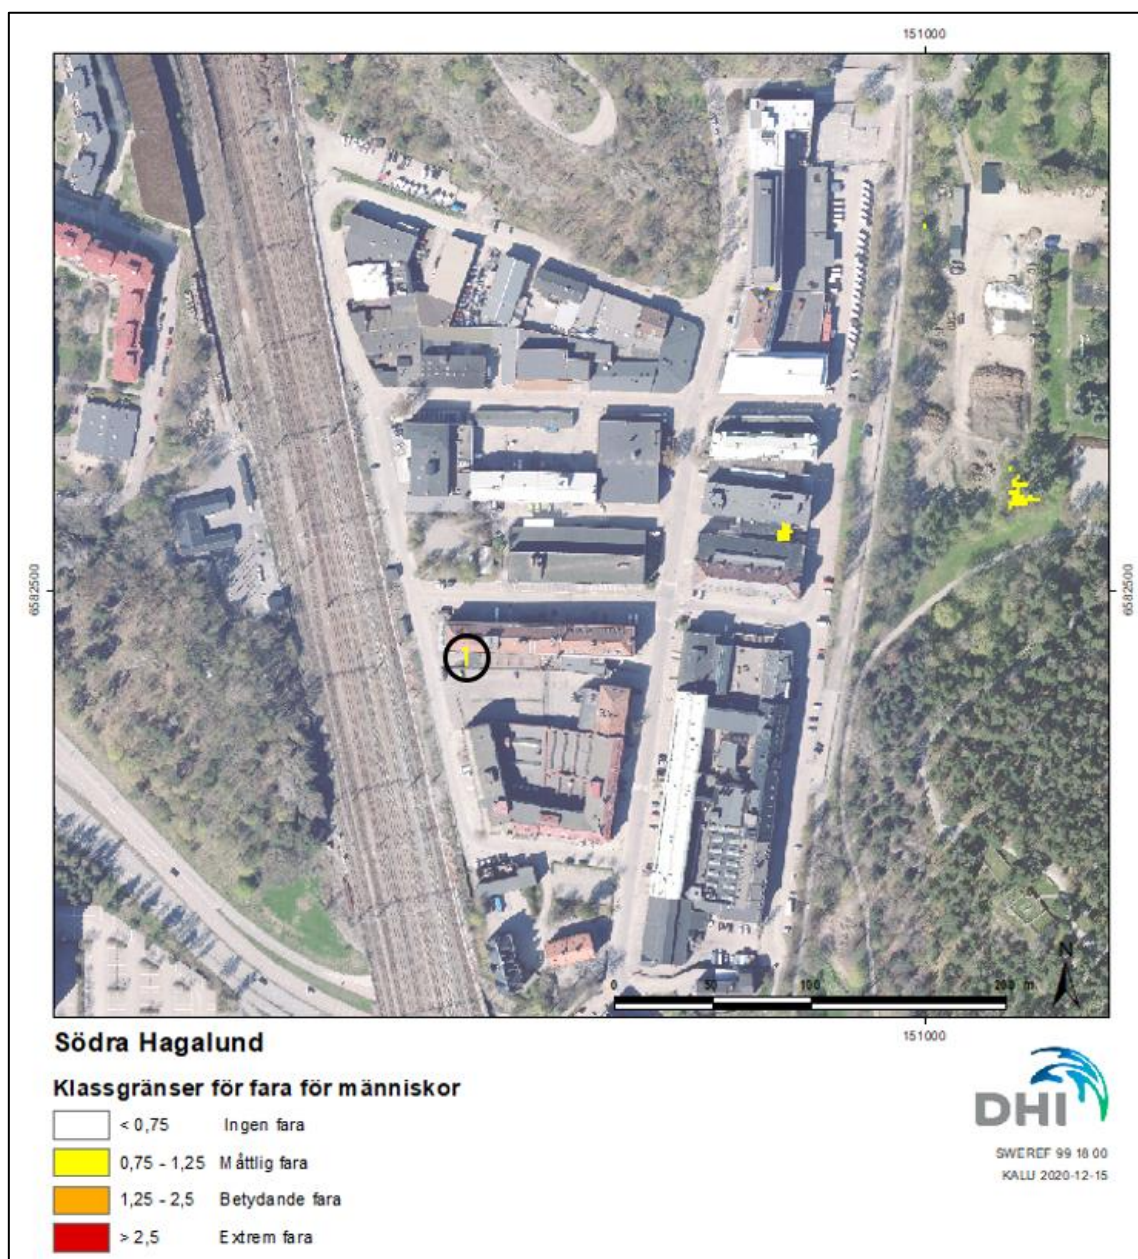 151000
6582500
6582500
1
N
0 50 100 200 m
151000
Södra Hagalund
Klassgränser för fara för människor
< 0,75 Ingen fara
0,75 - 1,25 Måttlig fara
1,25 - 2,5 Betydande fara
> 2,5 Extrem fara
DHI
SWEREF 99 18 00
KALU 2020-12-15